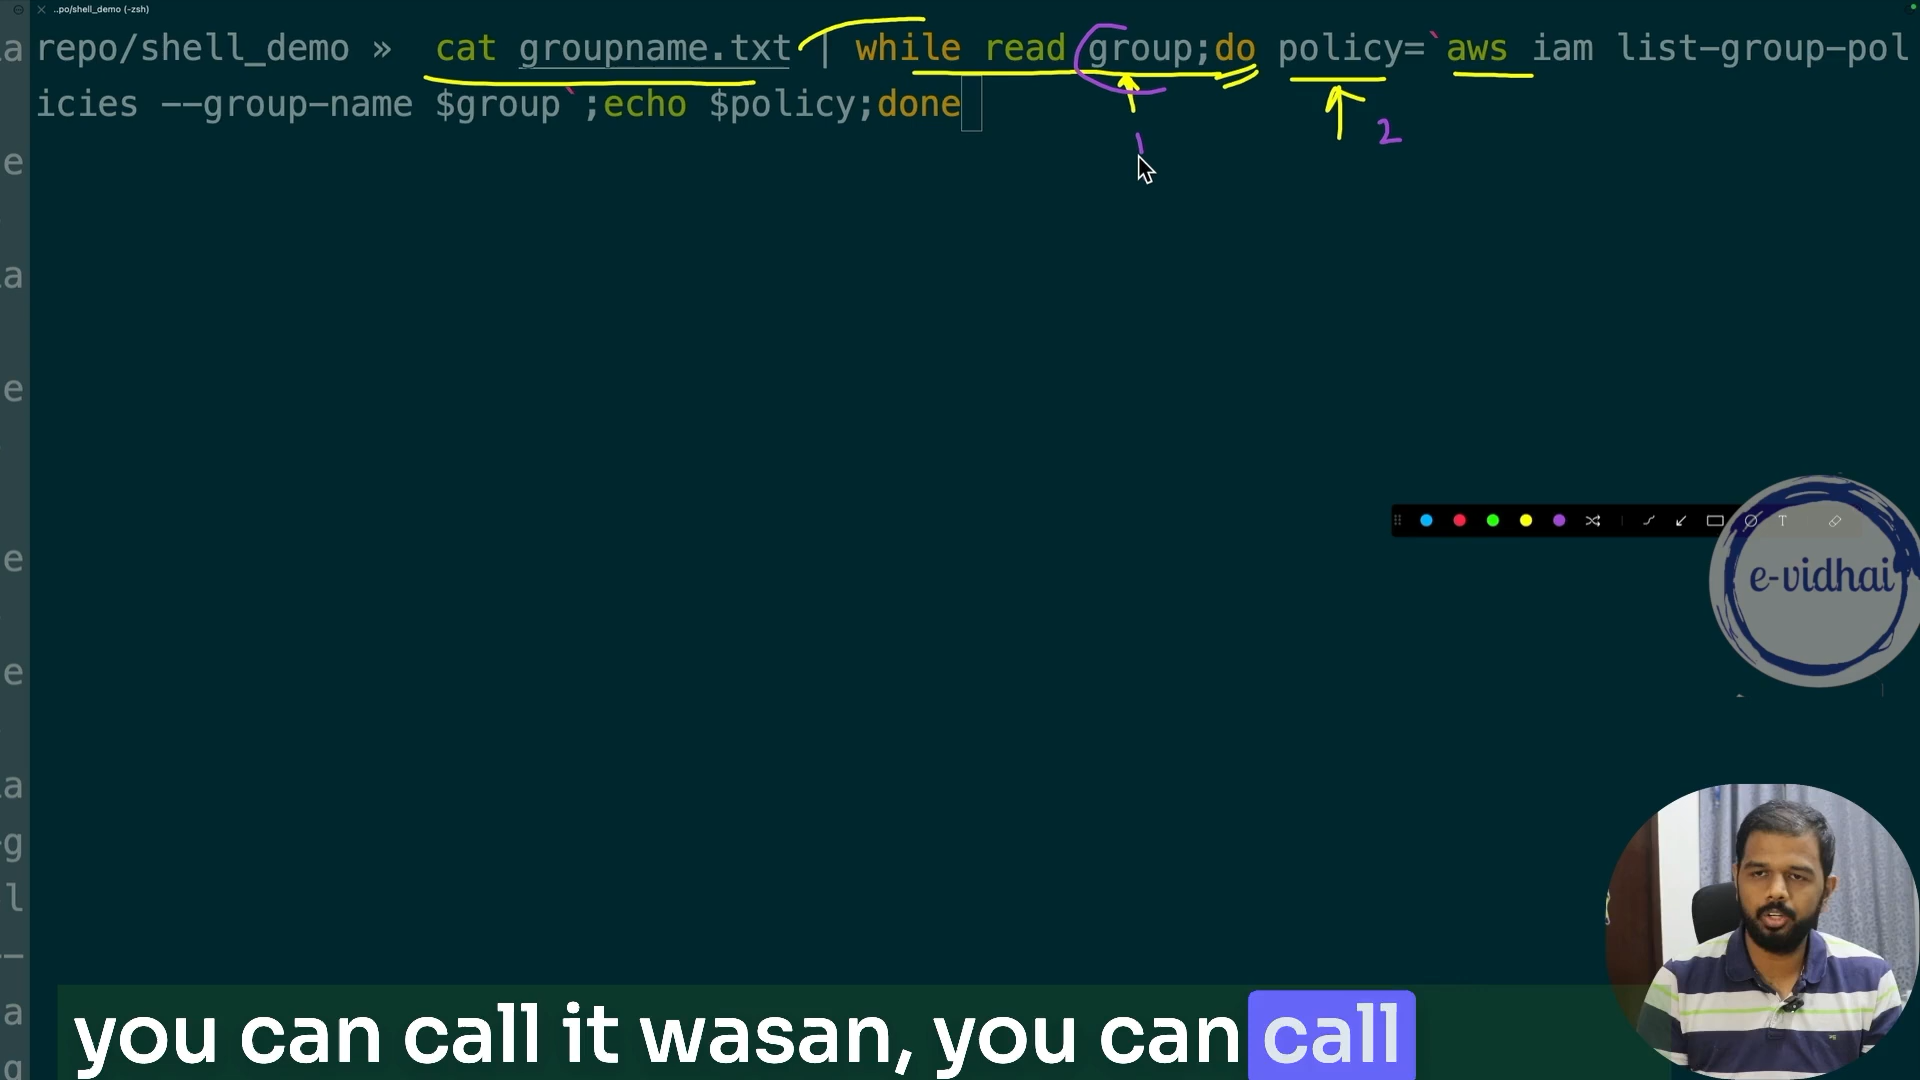 ..po/shell_demo (-zsh)
repo/shell_demo » cat groupname.txt | while read group;do policy=`aws iam list-group-pol
icies --group-name $group`;echo $policy;done
1
2
a
e
a
e
e
e
a
g
l
a
g
T
e-vidhai
you can call it wasan, you can call